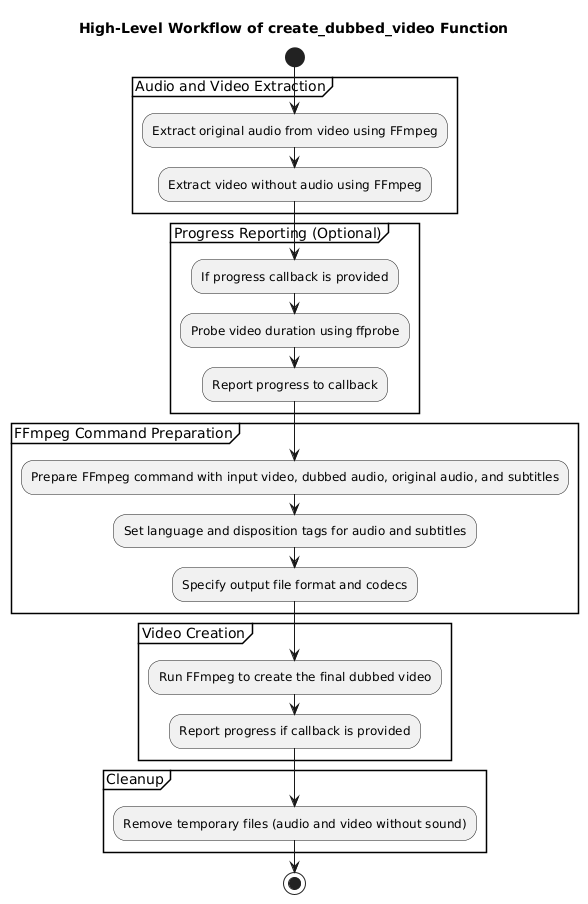 High-Level Workflow of create_dubbed_video Function
Audio and Video Extraction
Extract original audio from video using FFmpeg
Extract video without audio using FFmpeg
Progress Reporting (Optional)
If progress callback is provided
Probe video duration using ffprobe
Report progress to callback
FFmpeg Command Preparation
Prepare FFmpeg command with input video, dubbed audio, original audio, and subtitles
Set language and disposition tags for audio and subtitles
Specify output file format and codecs
Video Creation
Run FFmpeg to create the final dubbed video
Report progress if callback is provided
Cleanup
Remove temporary files (audio and video without sound)